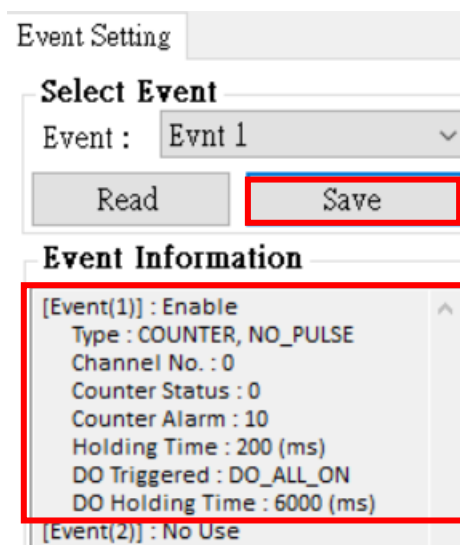 Event Setting
Select Event
Event : Evnt 1
Read Save
Event Information
[Event(1)] : Enable
Type : COUNTER, NO_PULSE
Channel No. : 0
Counter Status : 0
Counter Alarm : 10
Holding Time : 200 (ms)
DO Triggered : DO_ALL_ON
DO Holding Time : 6000 (ms)
[Event(2)] : No Use